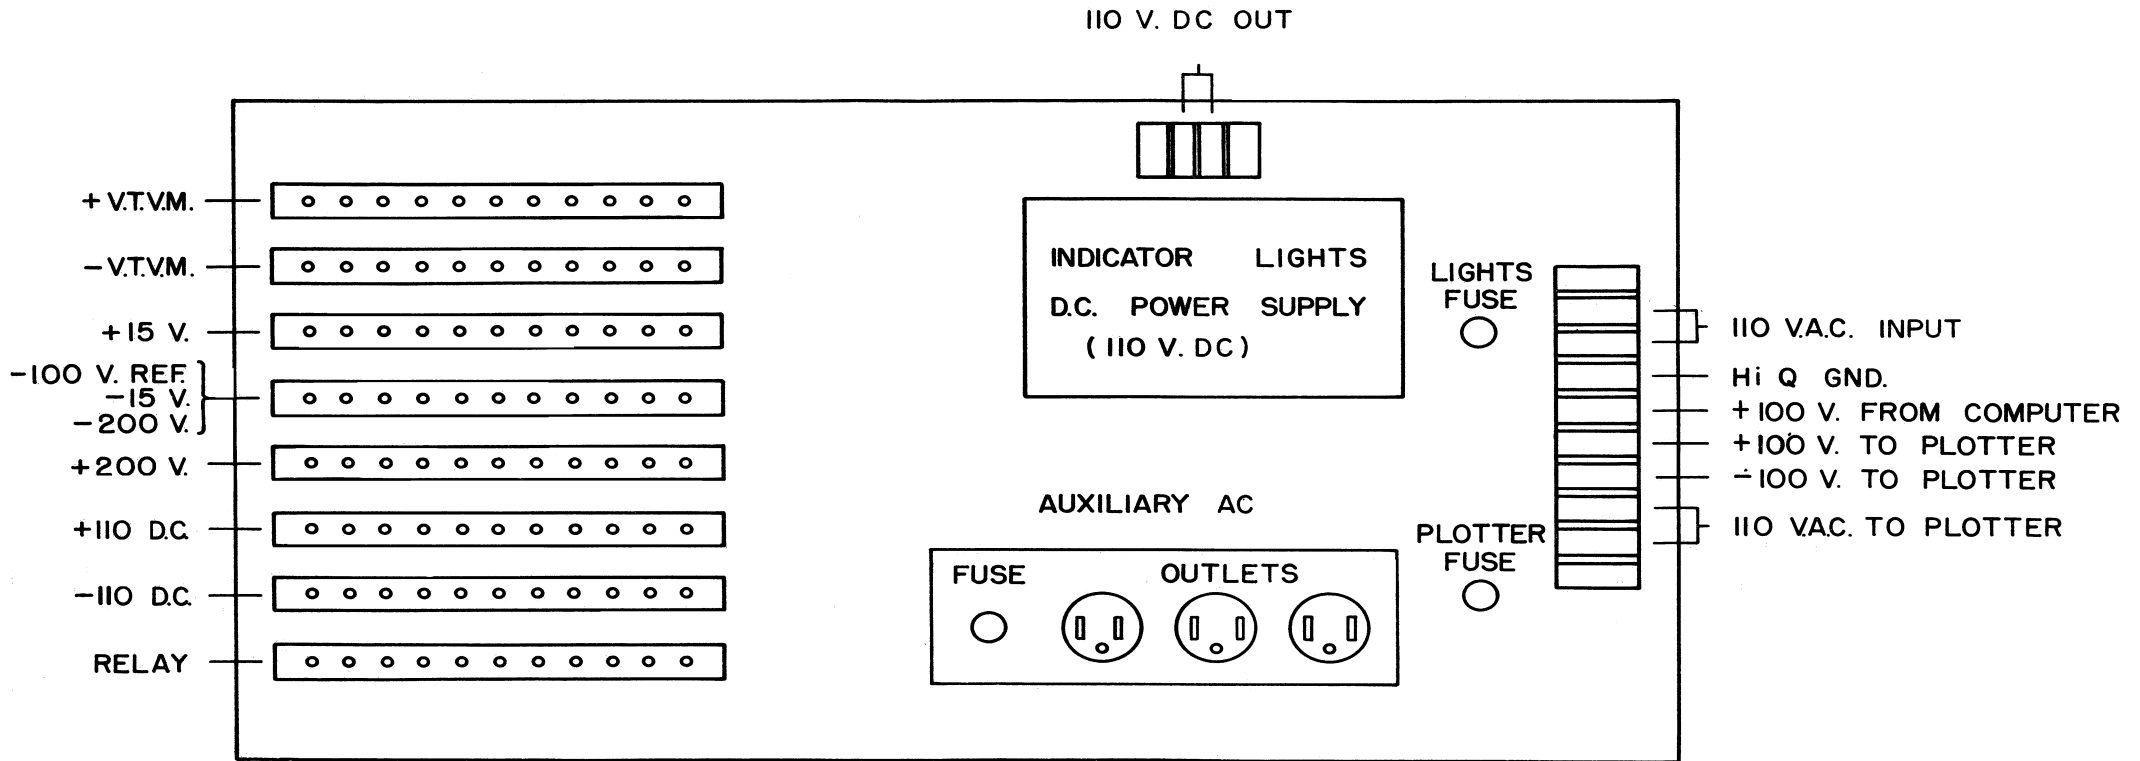 110 V. DC OUT
+ V.T.V.M.
- V.T.V.M.
+15 V.
-100 V. REF.
-15 V.
-200 V.
+200 V.
+110 D.C.
-110 D.C.
RELAY
INDICATOR LIGHTS
D.C. POWER SUPPLY
(110 V. DC)
AUXILIARY AC
FUSE OUTLETS
LIGHTS
FUSE
PLOTTER
FUSE
110 V.A.C. INPUT
Hi Q GND.
+100 V. FROM COMPUTER
+100 V. TO PLOTTER
-100 V. TO PLOTTER
110 V.A.C. TO PLOTTER